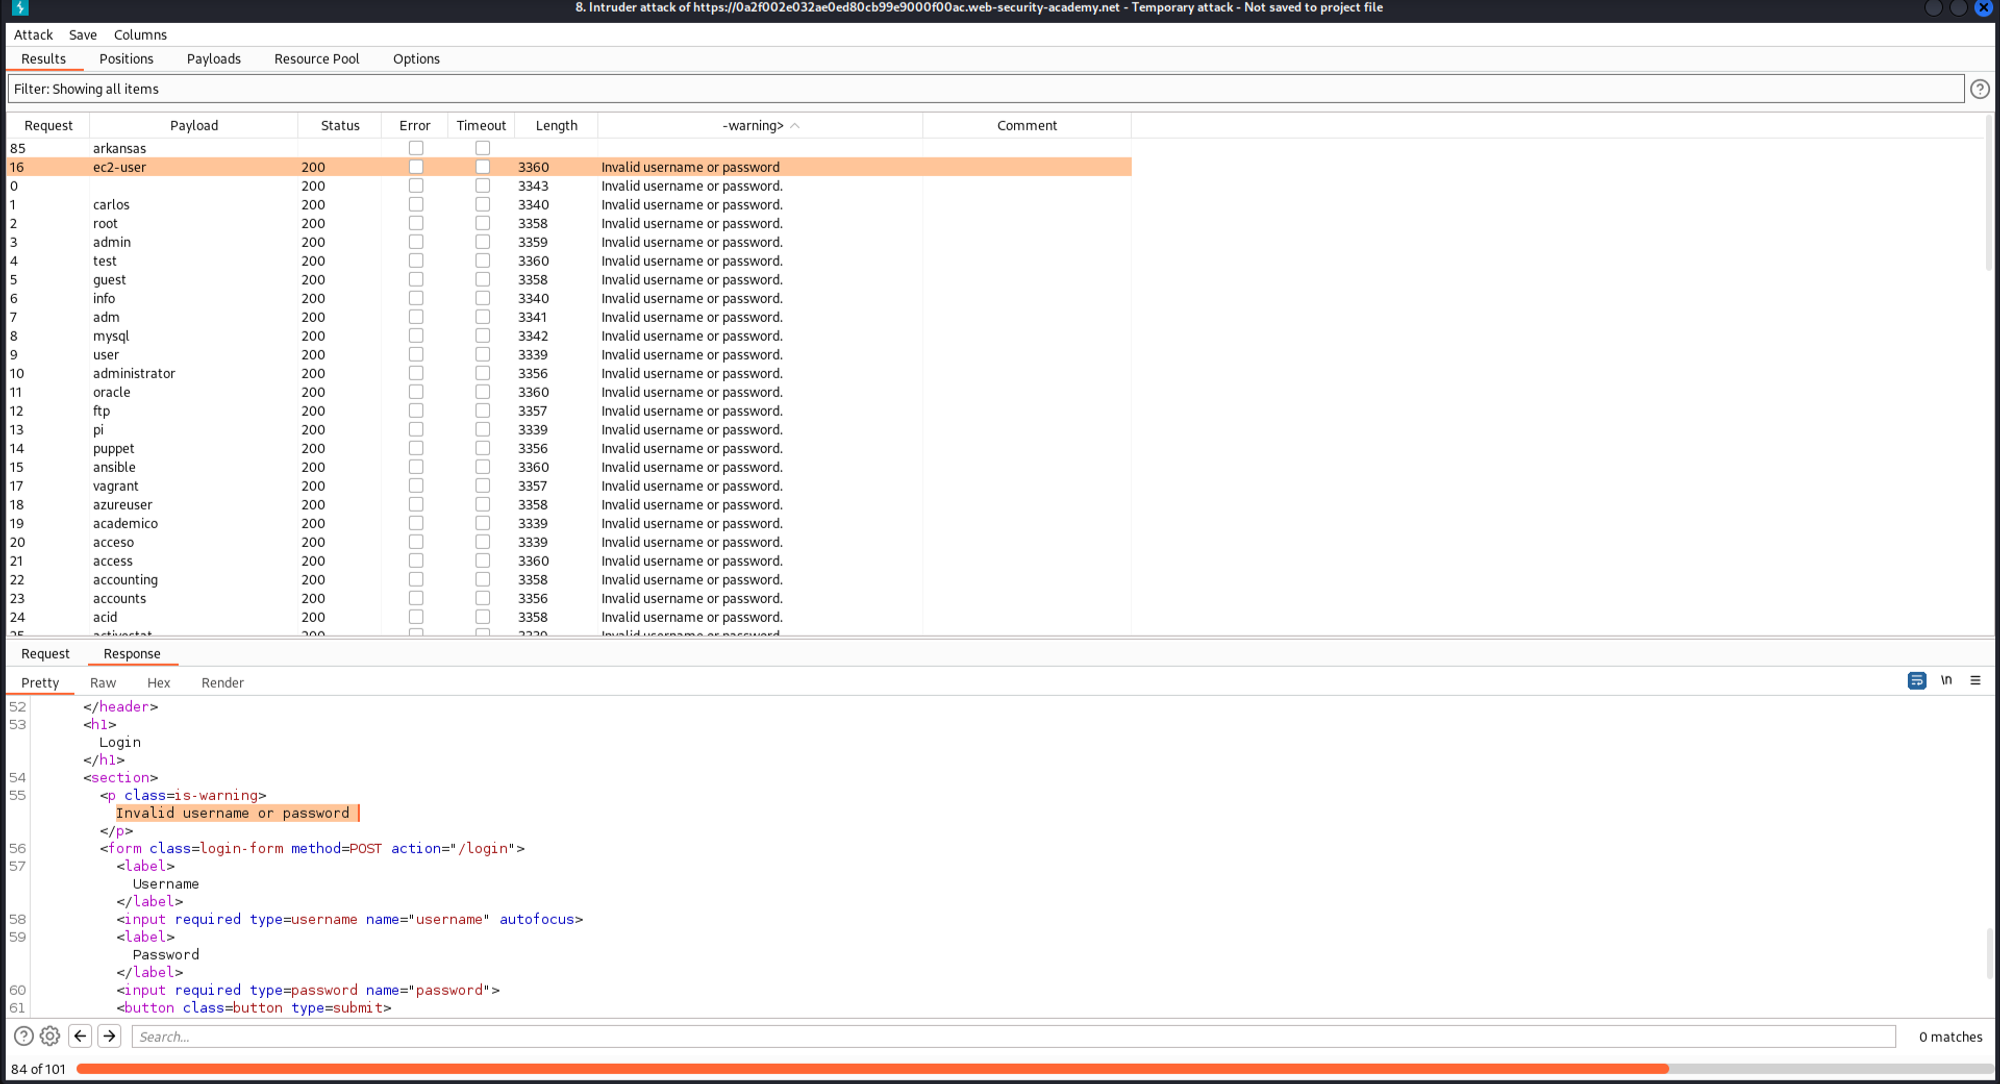 8. Intruder attack of https://0a2f002e032ae0ed80cb99e9000f00ac.web-security-academy.net - Temporary attack - Not saved to project file
Attack Save Columns
Results Positions Payloads Resource Pool Options
Filter: Showing all items
Request Payload Status Error Timeout Length -warning> Comment
85 arkansas
16 ec2-user 200 3360 Invalid username or password
0 200 3343 Invalid username or password.
1 carlos 200 3340 Invalid username or password.
2 root 200 3358 Invalid username or password.
3 admin 200 3359 Invalid username or password.
4 test 200 3360 Invalid username or password.
5 guest 200 3358 Invalid username or password.
6 info 200 3340 Invalid username or password.
7 adm 200 3341 Invalid username or password.
8 mysql 200 3342 Invalid username or password.
9 user 200 3339 Invalid username or password.
10 administrator 200 3356 Invalid username or password.
11 oracle 200 3360 Invalid username or password.
12 ftp 200 3357 Invalid username or password.
13 pi 200 3339 Invalid username or password.
14 puppet 200 3356 Invalid username or password.
15 ansible 200 3360 Invalid username or password.
17 vagrant 200 3357 Invalid username or password.
18 azureuser 200 3358 Invalid username or password.
19 academico 200 3339 Invalid username or password.
20 acceso 200 3339 Invalid username or password.
21 access 200 3360 Invalid username or password.
22 accounting 200 3358 Invalid username or password.
23 accounts 200 3356 Invalid username or password.
24 acid 200 3358 Invalid username or password.
25 activestat 200 3339 Invalid username or password.
Request Response
Pretty Raw Hex Render
\n
52 </header>
53 <h1>
Login
</h1>
54 <section>
55 <p class=is-warning>
Invalid username or password
</p>
56 <form class=login-form method=POST action="/login">
57 <label>
Username
</label>
58 <input required type=username name="username" autofocus>
59 <label>
Password
</label>
60 <input required type=password name="password">
61 <button class=button type=submit>
Search...
0 matches
84 of 101